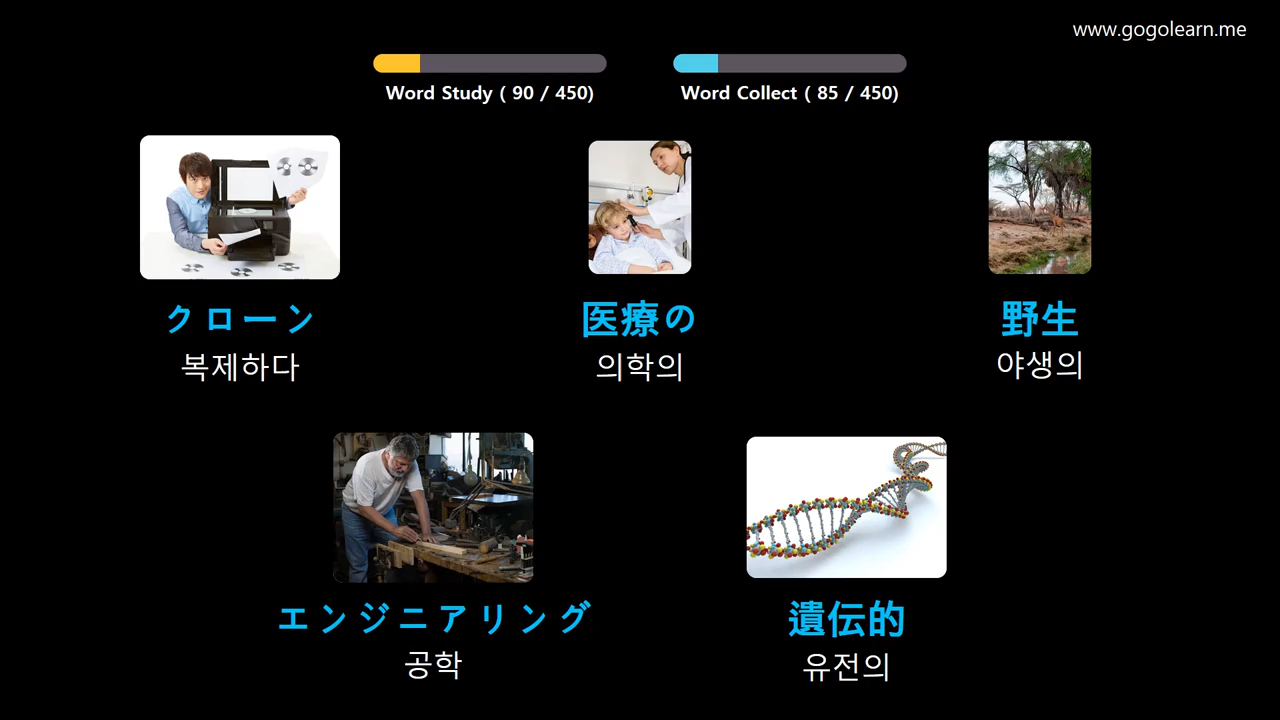 www.gogolearn.me
Word Study ( 90 / 450)
Word Collect ( 85 / 450)
クローン
복제하다
医療の
의학의
野生
야생의
エンジニアリング
공학
遺伝的
유전의